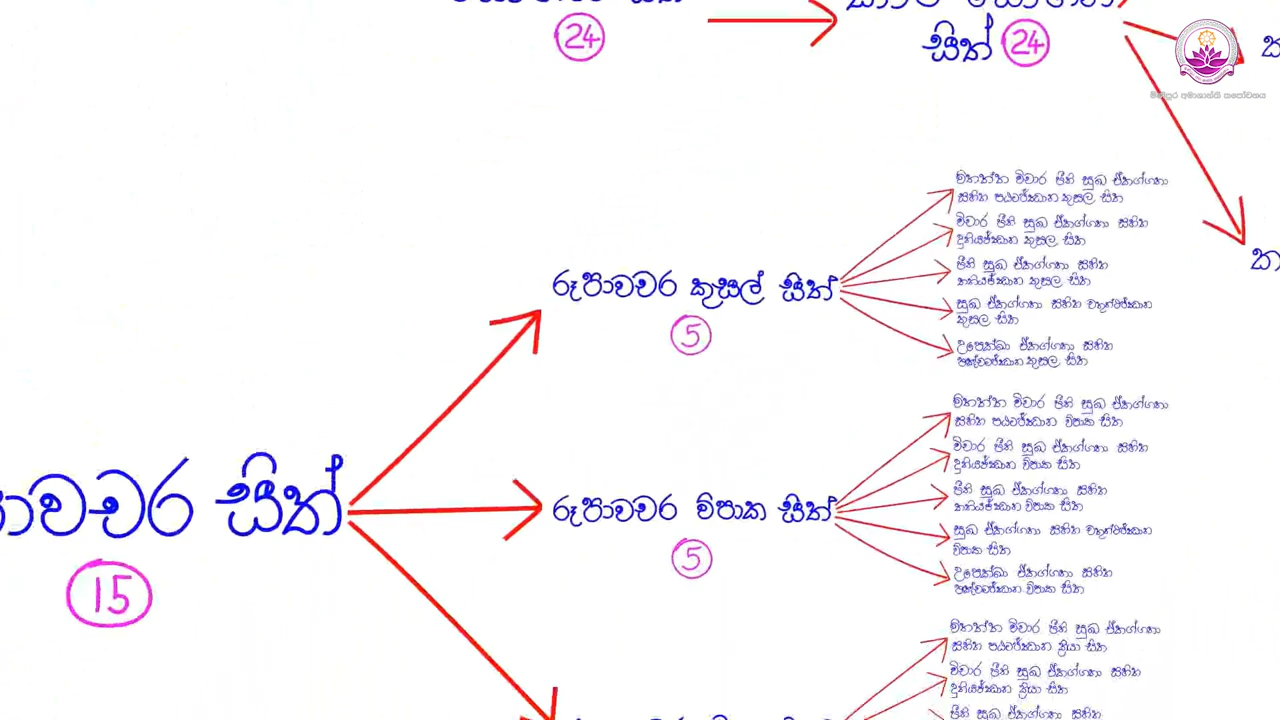 සිත් 24
24
විතක්ක විචාර ප්‍රීති සුඛ ඒකග්ගතා
සහිත පඨමජ්ඣාන කුසල සිත
විචාර ප්‍රීති සුඛ ඒකග්ගතා සහිත
දුතියජ්ඣාන කුසල සිත
ප්‍රීති සුඛ ඒකග්ගතා සහිත
තතියජ්ඣාන කුසල සිත
සුඛ ඒකග්ගතා සහිත චතුත්ථජ්ඣාන
කුසල සිත
උපෙක්ඛා ඒකග්ගතා සහිත
පඤ්චමජ්ඣාන කුසල සිත
රූපාවචර කුසල් සිත්
5
විතක්ක විචාර ප්‍රීති සුඛ ඒකග්ගතා
සහිත පඨමජ්ඣාන විපාක සිත
විචාර ප්‍රීති සුඛ ඒකග්ගතා සහිත
දුතියජ්ඣාන විපාක සිත
ප්‍රීති සුඛ ඒකග්ගතා සහිත
තතියජ්ඣාන විපාක සිත
සුඛ ඒකග්ගතා සහිත චතුත්ථජ්ඣාන
විපාක සිත
උපෙක්ඛා ඒකග්ගතා සහිත
පඤ්චමජ්ඣාන විපාක සිත
රූපාවචර විපාක සිත්
5
සිත්
15
විතක්ක විචාර ප්‍රීති සුඛ ඒකග්ගතා
සහිත පඨමජ්ඣාන ක්‍රියා සිත
විචාර ප්‍රීති සුඛ ඒකග්ගතා සහිත
දුතියජ්ඣාන ක්‍රියා සිත
ප්‍රීති සුඛ ඒකග්ගතා සහිත